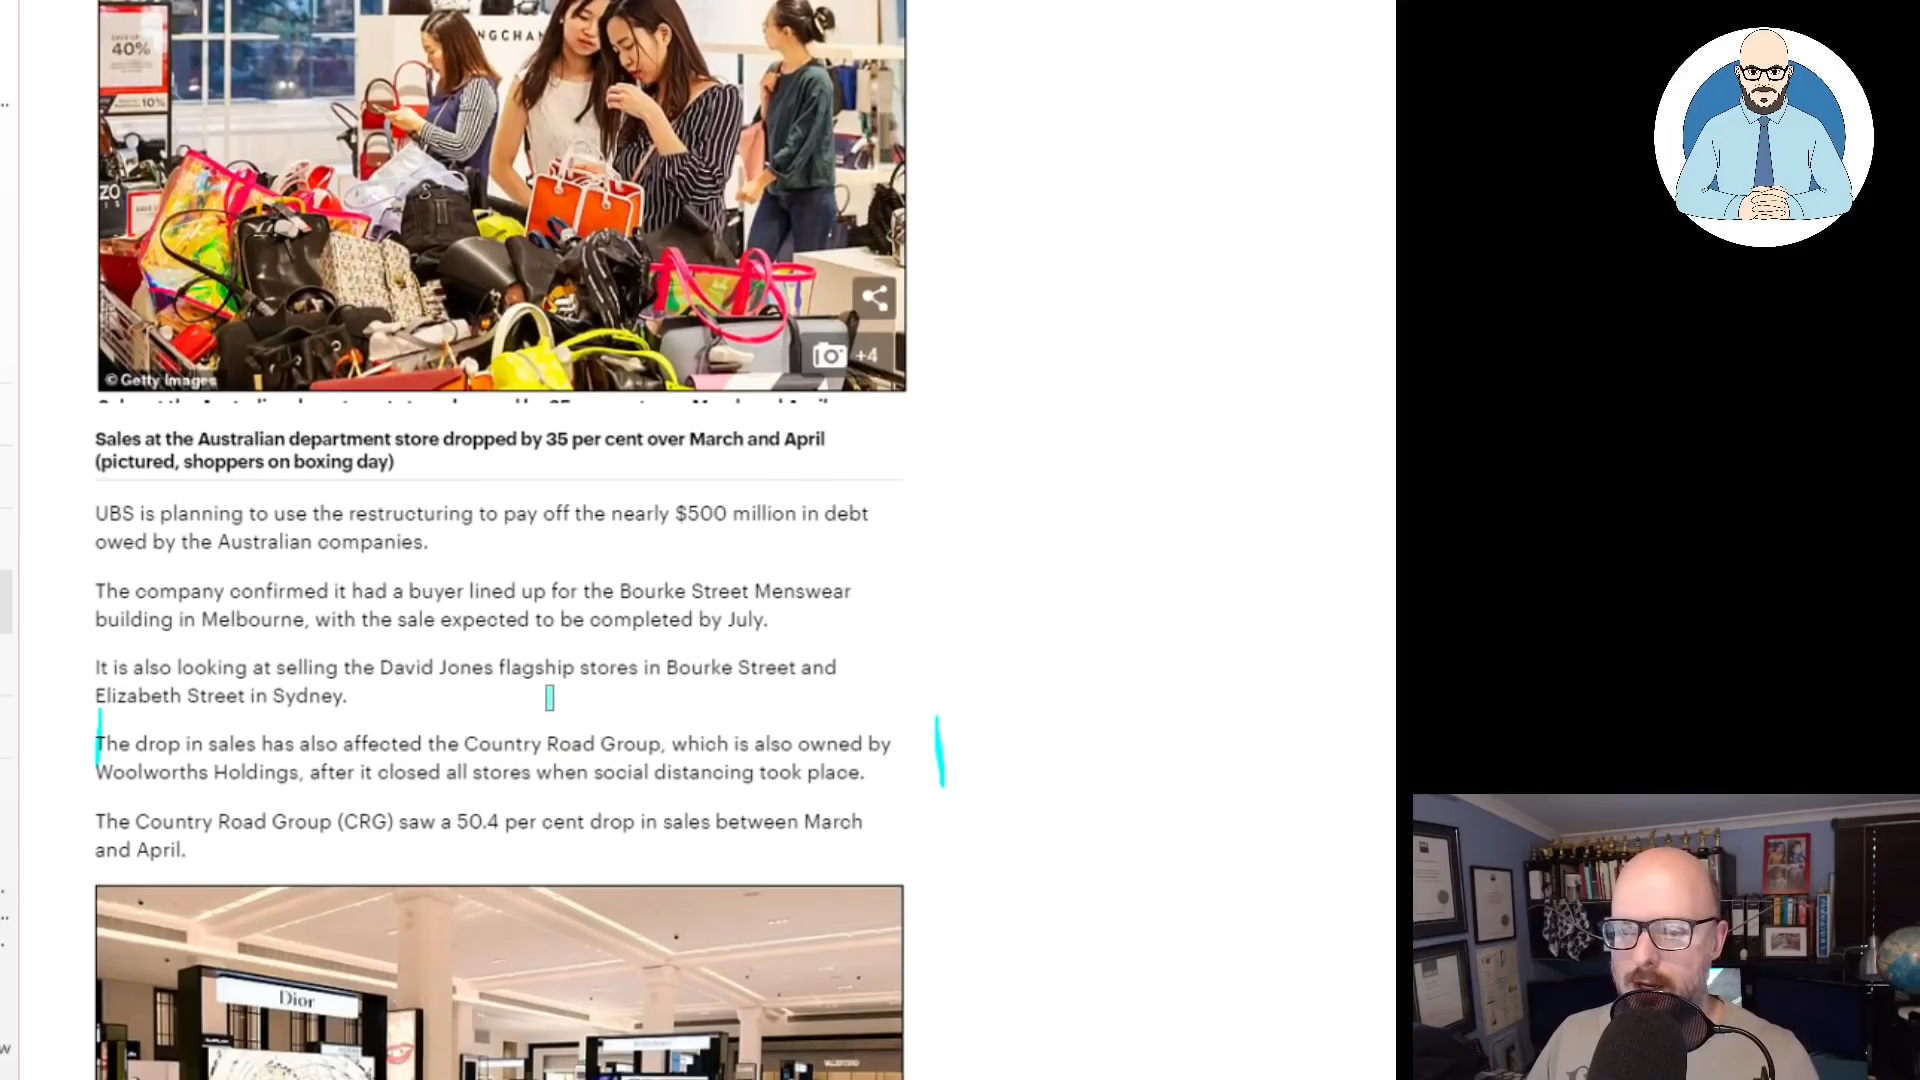 SAVE UP
40%
10%
NGCHAM
ZO
+4
© Getty Images
Sales at the Australian department store dropped by 35 per cent over March and April
(pictured, shoppers on boxing day)
UBS is planning to use the restructuring to pay off the nearly $500 million in debt
owed by the Australian companies.
The company confirmed it had a buyer lined up for the Bourke Street Menswear
building in Melbourne, with the sale expected to be completed by July.
It is also looking at selling the David Jones flagship stores in Bourke Street and
Elizabeth Street in Sydney.
The drop in sales has also affected the Country Road Group, which is also owned by
Woolworths Holdings, after it closed all stores when social distancing took place.
The Country Road Group (CRG) saw a 50.4 per cent drop in sales between March
and April.
Dior